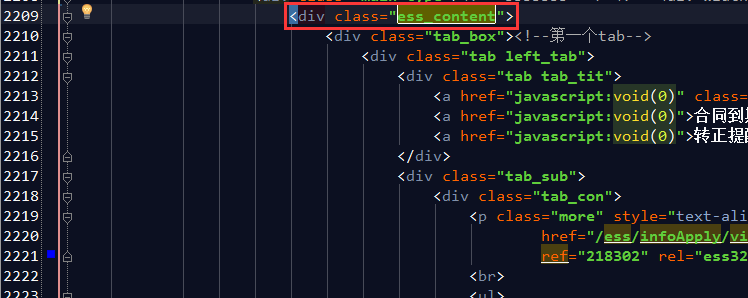 2209 <div class="ess_content">
2210 <div class="tab_box"><!--第一个tab-->
2211 <div class="tab left_tab">
2212 <div class="tab tab_tit">
2213 <a href="javascript:void(0)" class=
2214 <a href="javascript:void(0)">合同到
2215 <a href="javascript:void(0)">转正提
2216 </div>
2217 <div class="tab_sub">
2218 <div class="tab_con">
2219 <p class="more" style="text-ali
2220 href="/ess/infoApply/vi
2221 ref="218302" rel="ess32
2222 <br>
2223 <ul>